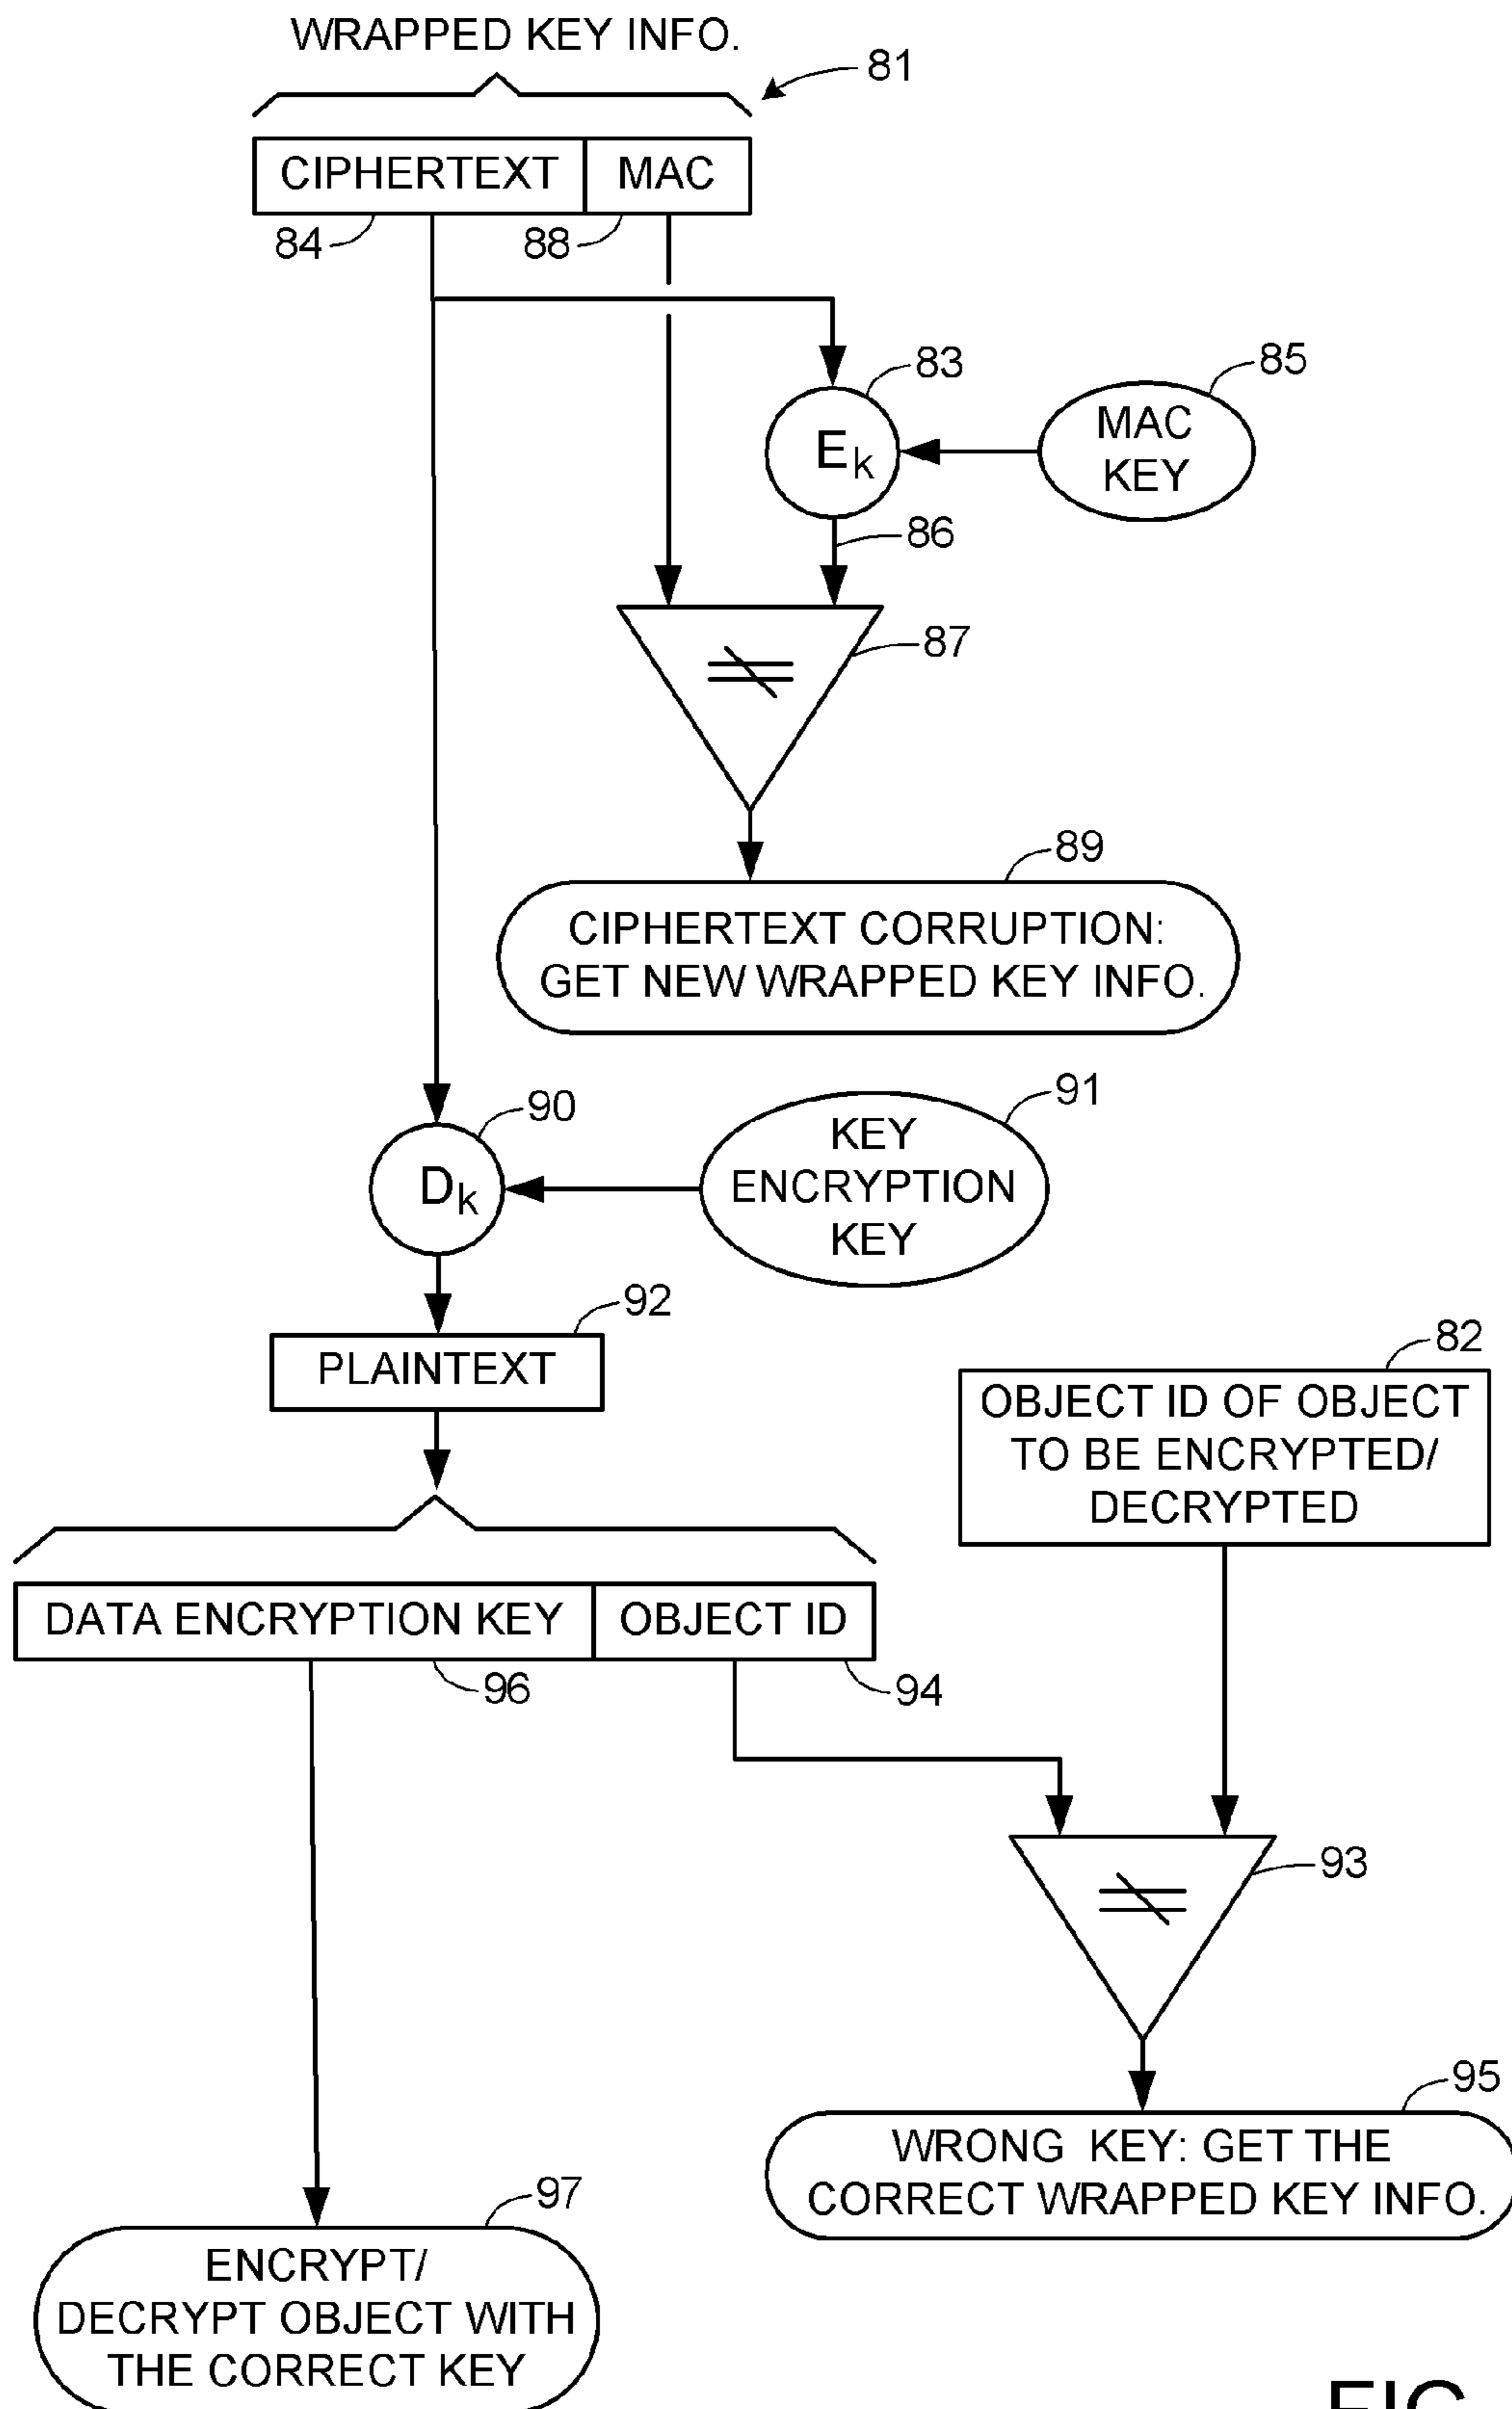 WRAPPED KEY INFO.
81
CIPHERTEXT MAC
84 88
83
85
E k
MAC
KEY
86
87
89
CIPHERTEXT CORRUPTION:
GET NEW WRAPPED KEY INFO.
90
91
D k
KEY
ENCRYPTION
KEY
92
PLAINTEXT
82
OBJECT ID OF OBJECT
TO BE ENCRYPTED/
DECRYPTED
DATA ENCRYPTION KEY OBJECT ID
96 94
93
95
WRONG KEY: GET THE
CORRECT WRAPPED KEY INFO.
97
ENCRYPT/
DECRYPT OBJECT WITH
THE CORRECT KEY